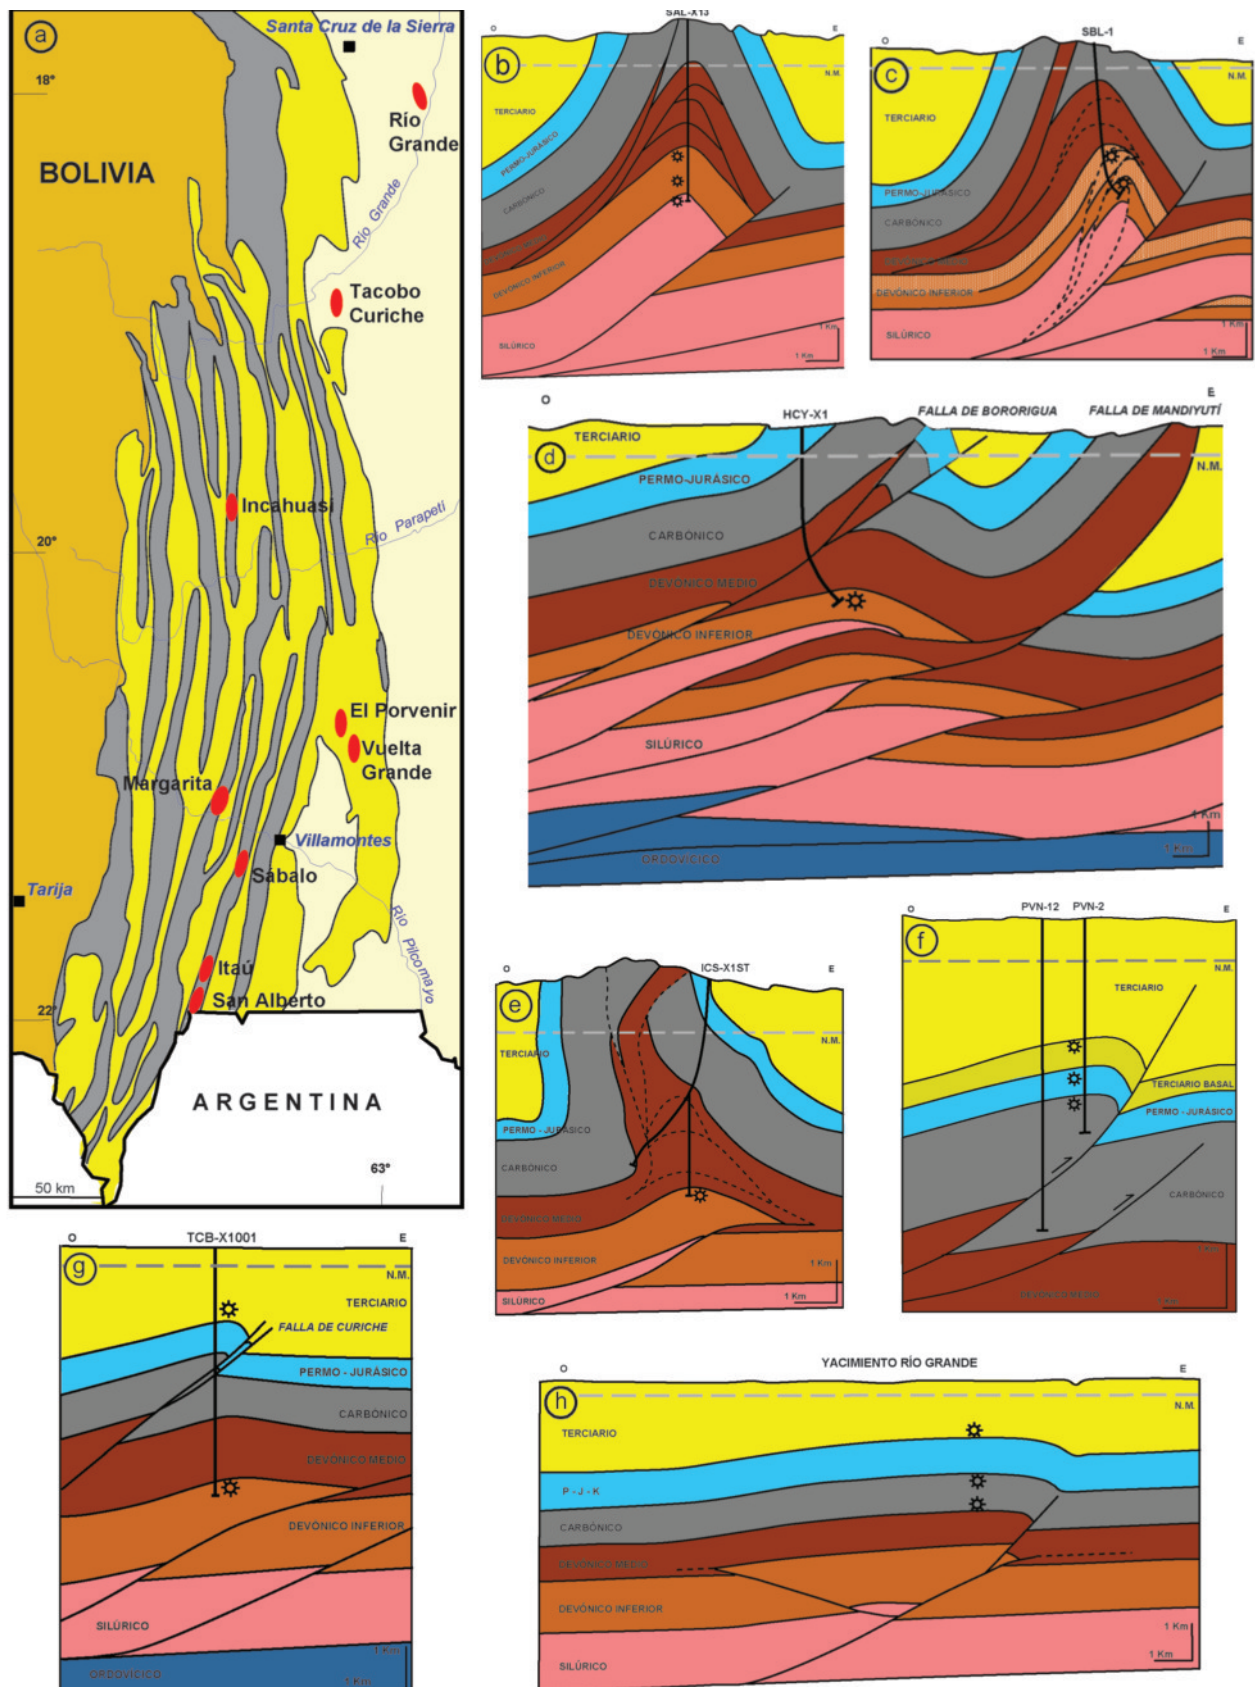 a
Santa Cruz de la Sierra
18°
Río
Grande
BOLIVIA
Río Grande
Tacobo
Curiche
Incahuasi
Río Parapetí
20°
El Porvenir
Vuelta
Grande
Margarita
Villamontes
Sábalo
Tarija
Río Pilcomayo
Itaú
San Alberto
22°
ARGENTINA
63°
50 km
b
O
SAL-X13
E
N.M.
TERCIARIO
PERMO-JURÁSICO
CARBÓNICO
DEVÓNICO MEDIO
DEVÓNICO INFERIOR
SILÚRICO
1 Km
1 Km
c
O
SBL-1
E
N.M.
TERCIARIO
PERMO-JURÁSICO
CARBÓNICO
DEVÓNICO MEDIO
DEVÓNICO INFERIOR
SILÚRICO
1 Km
1 Km
d
O
E
HCY-X1
FALLA DE BORORIGUA
FALLA DE MANDIYUTÍ
TERCIARIO
N.M.
PERMO-JURÁSICO
CARBÓNICO
DEVÓNICO MEDIO
DEVÓNICO INFERIOR
SILÚRICO
1 Km
1 Km
ORDOVÍCICO
e
O
ICS-X1ST
E
N.M.
TERCIARIO
PERMO - JURÁSICO
CARBÓNICO
DEVÓNICO MEDIO
DEVÓNICO INFERIOR
1 Km
1 Km
SILÚRICO
f
O
PVN-12
PVN-2
E
N.M.
TERCIARIO
TERCIARIO BASAL
PERMO-JURÁSICO
CARBÓNICO
DEVÓNICO MEDIO
g
O
TCB-X1001
E
N.M.
TERCIARIO
FALLA DE CURICHE
PERMO - JURÁSICO
CARBÓNICO
DEVÓNICO MEDIO
DEVÓNICO INFERIOR
SILÚRICO
1 Km
ORDOVÍCICO
1 Km
h
O
YACIMIENTO RÍO GRANDE
E
N.M.
TERCIARIO
P - J - K
CARBÓNICO
DEVÓNICO MEDIO
DEVÓNICO INFERIOR
1 Km
1 Km
SILÚRICO